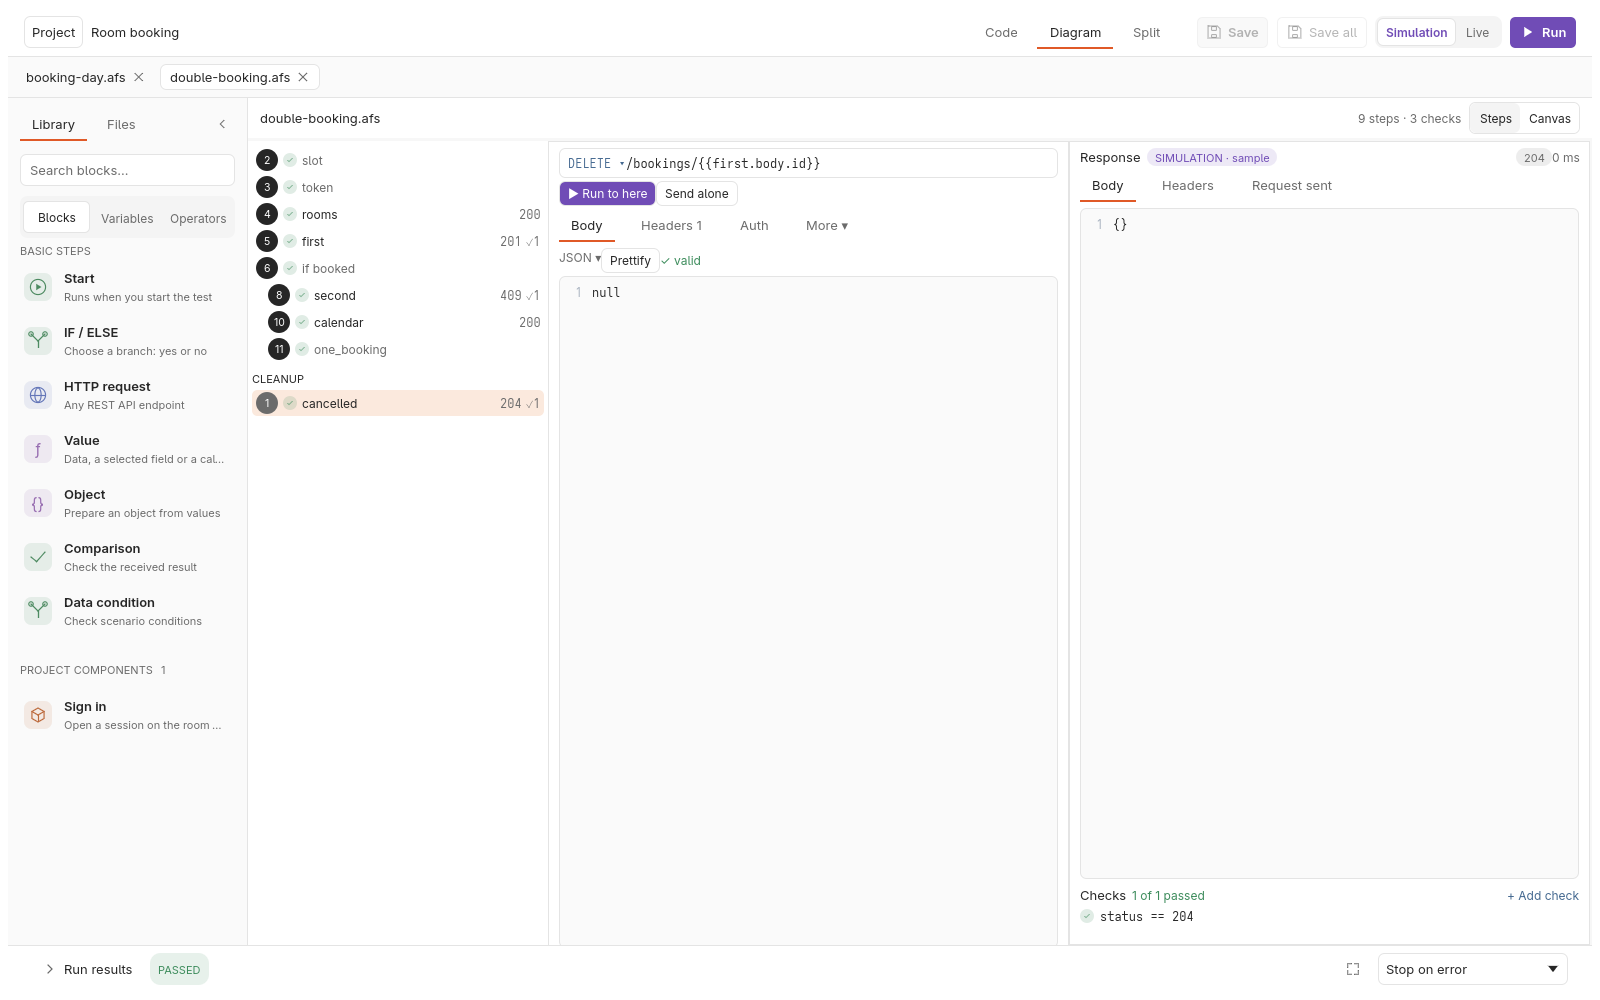 Project Room booking Code Diagram Split Save Save all Simulation Live Run
booking-day.afs double-booking.afs
Library Files
Search blocks...
Blocks Variables Operators
BASIC STEPS
Start
Runs when you start the test
IF / ELSE
Choose a branch: yes or no
HTTP request
Any REST API endpoint
Value
Data, a selected field or a cal...
Object
Prepare an object from values
Comparison
Check the received result
Data condition
Check scenario conditions
PROJECT COMPONENTS 1
Sign in
Open a session on the room ...
double-booking.afs 9 steps · 3 checks Steps Canvas
2 slot
3 token
4 rooms 200
5 first 201 ✓1
6 if booked
8 second 409 ✓1
10 calendar 200
11 one_booking
CLEANUP
1 cancelled 204 ✓1
DELETE ▾ /bookings/{{first.body.id}}
▶ Run to here Send alone
Body Headers 1 Auth More ▾
JSON ▾ Prettify ✓ valid
1 null
Response SIMULATION · sample 204 0 ms
Body Headers Request sent
1 {}
Checks 1 of 1 passed + Add check
status == 204
Run results PASSED Stop on error